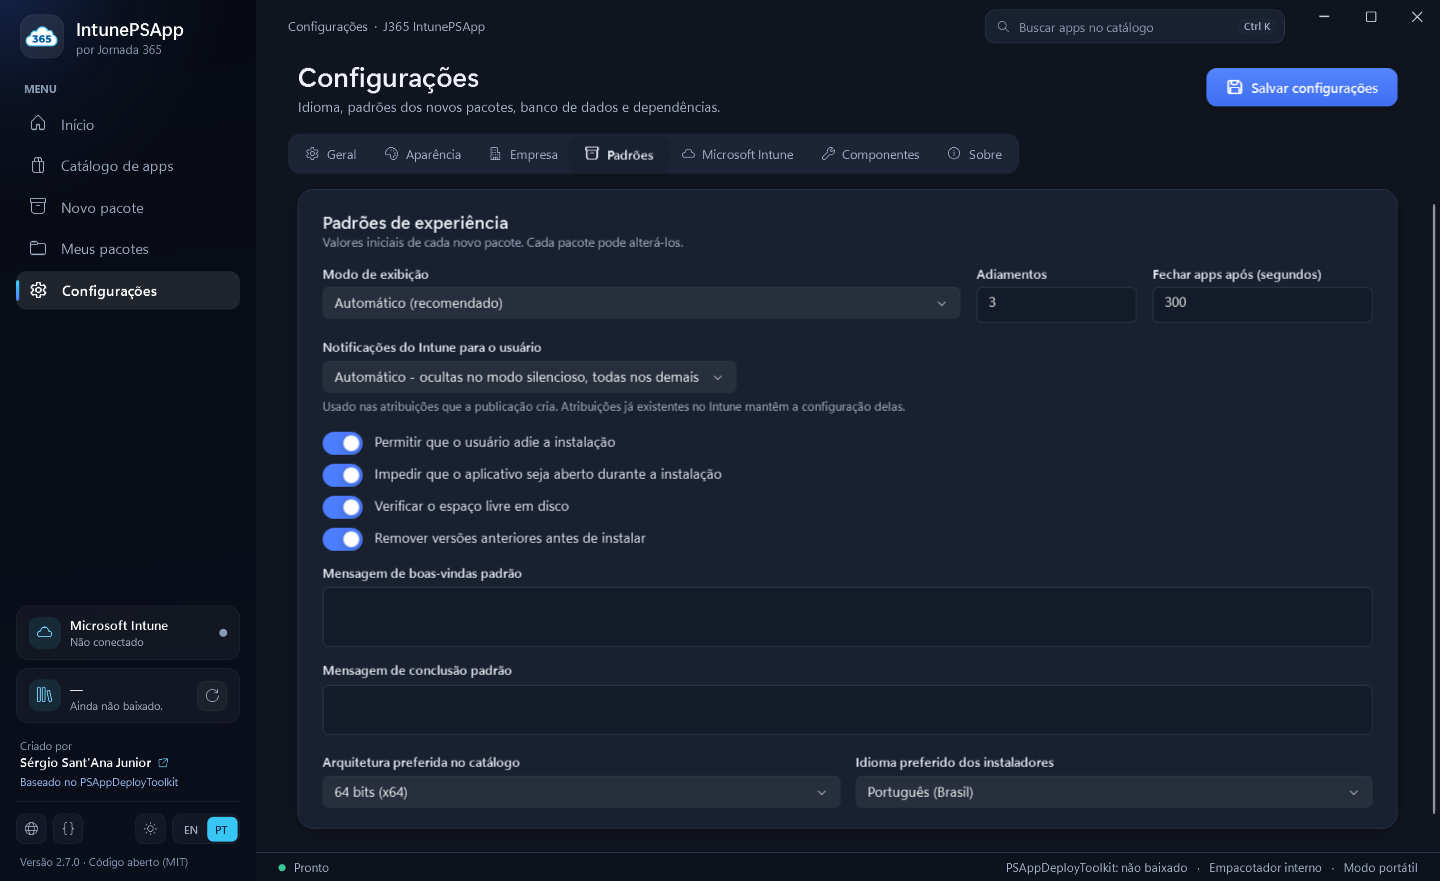 365
IntunePSApp
por Jornada 365
MENU
Início
Catálogo de apps
Novo pacote
Meus pacotes
Configurações
Microsoft Intune
Não conectado
—
Ainda não baixado.
Criado por
Sérgio Sant'Ana Junior
Baseado no PSAppDeployToolkit
{}
EN
PT
Versão 2.7.0 · Código aberto (MIT)
Configurações · J365 IntunePSApp
Buscar apps no catálogo
Ctrl K
Configurações
Idioma, padrões dos novos pacotes, banco de dados e dependências.
Salvar configurações
Geral
Aparência
Empresa
Padrões
Microsoft Intune
Componentes
Sobre
Padrões de experiência
Valores iniciais de cada novo pacote. Cada pacote pode alterá-los.
Modo de exibição
Adiamentos
Fechar apps após (segundos)
Automático (recomendado)
3
300
Notificações do Intune para o usuário
Automático - ocultas no modo silencioso, todas nos demais
Usado nas atribuições que a publicação cria. Atribuições já existentes no Intune mantêm a configuração delas.
Permitir que o usuário adie a instalação
Impedir que o aplicativo seja aberto durante a instalação
Verificar o espaço livre em disco
Remover versões anteriores antes de instalar
Mensagem de boas-vindas padrão
Mensagem de conclusão padrão
Arquitetura preferida no catálogo
Idioma preferido dos instaladores
64 bits (x64)
Português (Brasil)
Pronto
PSAppDeployToolkit: não baixado · Empacotador interno · Modo portátil